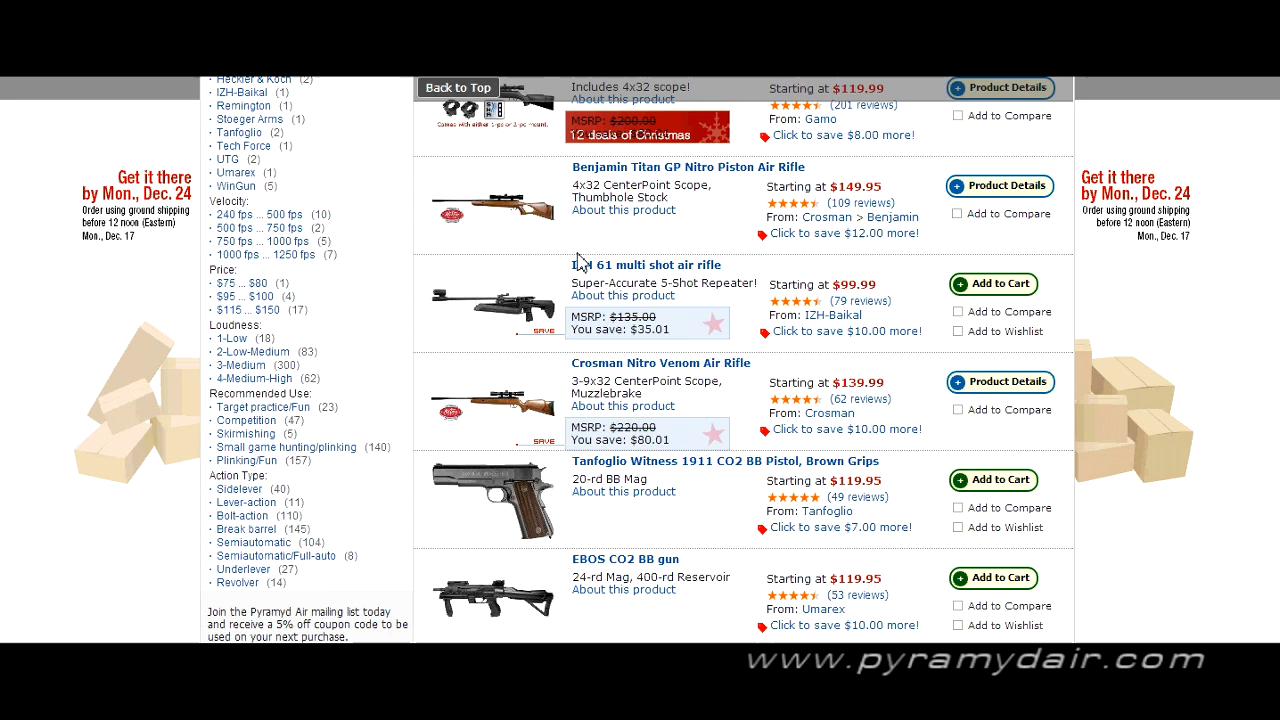 Heckler & Koch (2)
IZH-Baikal (1)
Remington (1)
Stoeger Arms (1)
Tanfoglio (2)
Tech Force (1)
UTG (2)
Umarex (1)
WinGun (5)
Velocity:
240 fps ... 500 fps (10)
500 fps ... 750 fps (2)
750 fps ... 1000 fps (5)
1000 fps ... 1250 fps (7)
Price:
$75 ... $80 (1)
$95 ... $100 (4)
$115 ... $150 (17)
Loudness:
1-Low (18)
2-Low-Medium (83)
3-Medium (300)
4-Medium-High (62)
Recommended Use:
Target practice/Fun (23)
Competition (47)
Skirmishing (5)
Small game hunting/plinking (140)
Plinking/Fun (157)
Action Type:
Sidelever (40)
Lever-action (11)
Bolt-action (110)
Break barrel (145)
Semiautomatic (104)
Semiautomatic/Full-auto (8)
Underlever (27)
Revolver (14)
Join the Pyramyd Air mailing list today
and receive a 5% off coupon code to be
used on your next purchase.
Get it there
by Mon., Dec. 24
Order using ground shipping
before 12 noon (Eastern)
Mon., Dec. 17
Back to Top
Includes 4x32 scope!
About this product
Comes with either 1-pc or 2-pc mount.
MSRP: $200.00
12 deals of Christmas
Starting at $119.99
(201 reviews)
From: Gamo
Click to save $8.00 more!
Product Details
Add to Compare
Benjamin Titan GP Nitro Piston Air Rifle
4x32 CenterPoint Scope,
Thumbhole Stock
About this product
Starting at $149.95
(109 reviews)
From: Crosman > Benjamin
Click to save $12.00 more!
Product Details
Add to Compare
61 multi shot air rifle
Super-Accurate 5-Shot Repeater!
About this product
SAVE
MSRP: $135.00
You save: $35.01
Starting at $99.99
(79 reviews)
From: IZH-Baikal
Click to save $10.00 more!
Add to Cart
Add to Compare
Add to Wishlist
Crosman Nitro Venom Air Rifle
3-9x32 CenterPoint Scope,
Muzzlebrake
About this product
SAVE
MSRP: $220.00
You save: $80.01
Starting at $139.99
(62 reviews)
From: Crosman
Click to save $10.00 more!
Product Details
Add to Compare
Tanfoglio Witness 1911 CO2 BB Pistol, Brown Grips
20-rd BB Mag
About this product
Starting at $119.95
(49 reviews)
From: Tanfoglio
Click to save $7.00 more!
Add to Cart
Add to Compare
Add to Wishlist
EBOS CO2 BB gun
24-rd Mag, 400-rd Reservoir
About this product
Starting at $119.95
(53 reviews)
From: Umarex
Click to save $10.00 more!
Add to Cart
Add to Compare
Add to Wishlist
Get it there
by Mon., Dec. 24
Order using ground shipping
before 12 noon (Eastern)
Mon., Dec. 17
www.pyramydair.com